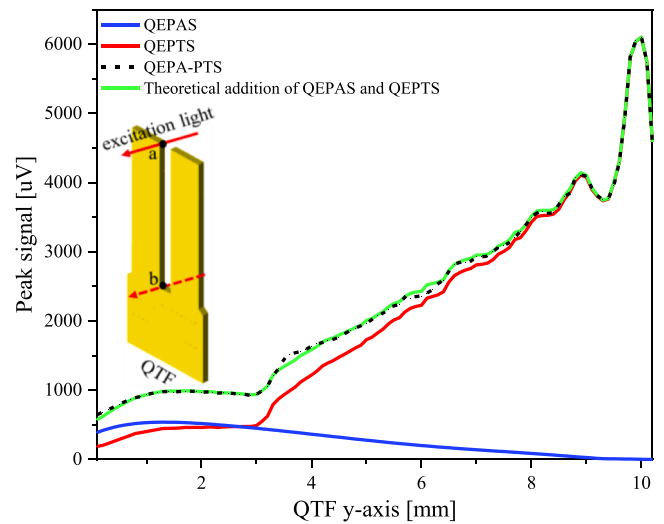 QEPAS
QEPTS
QEPA-PTS
Theoretical addition of QEPAS and QEPTS
excitation light
a
b
QTF
Peak signal [uV]
6000
5000
4000
3000
2000
1000
0
2
4
6
8
10
QTF y-axis [mm]